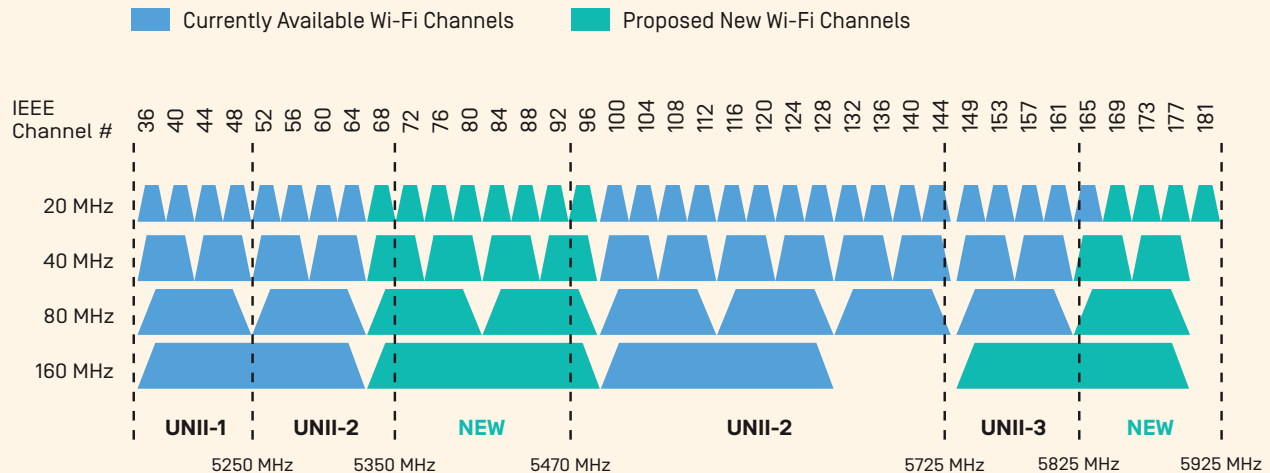 Currently Available Wi-Fi Channels Proposed New Wi-Fi Channels
IEEE
Channel #
36 40 44 48 52 56 60 64 68 72 76 80 84 88 92 96 100 104 108 112 116 120 124 128 132 136 140 144 149 153 157 161 165 169 173 177 181
20 MHz
40 MHz
80 MHz
160 MHz
UNII-1 UNII-2 NEW UNII-2 UNII-3 NEW
5250 MHz 5350 MHz 5470 MHz 5725 MHz 5825 MHz 5925 MHz